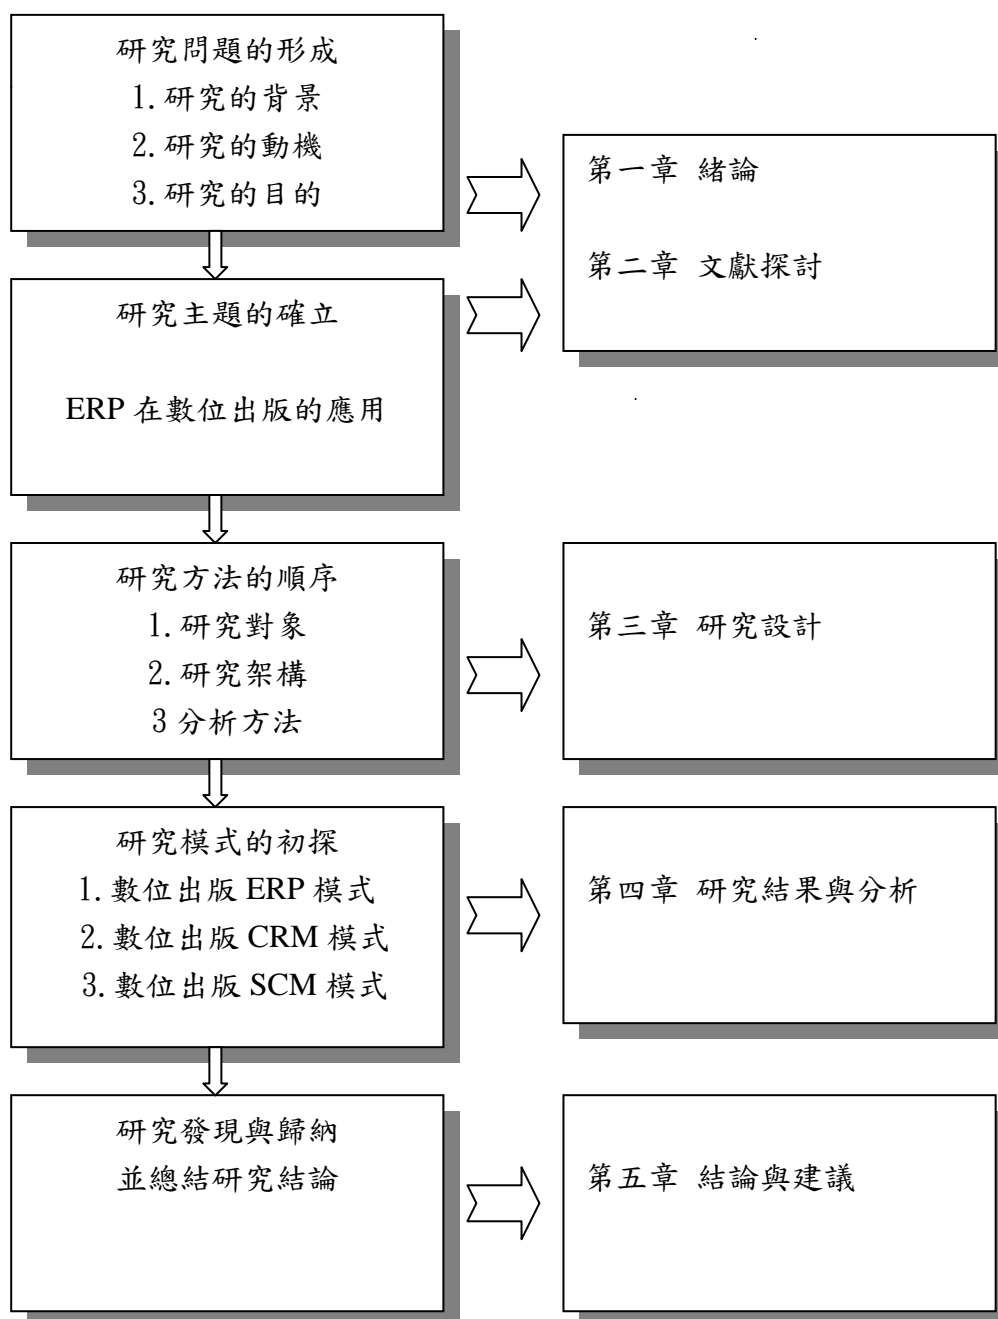 研究問題的形成
1.研究的背景
2.研究的動機
3.研究的目的
第一章 緒論
第二章 文獻探討
研究主題的確立
ERP 在數位出版的應用
研究方法的順序
1.研究對象
2.研究架構
3 分析方法
第三章 研究設計
研究模式的初探
1.數位出版 ERP 模式
2.數位出版 CRM 模式
3.數位出版 SCM 模式
第四章 研究結果與分析
研究發現與歸納
並總結研究結論
第五章 結論與建議